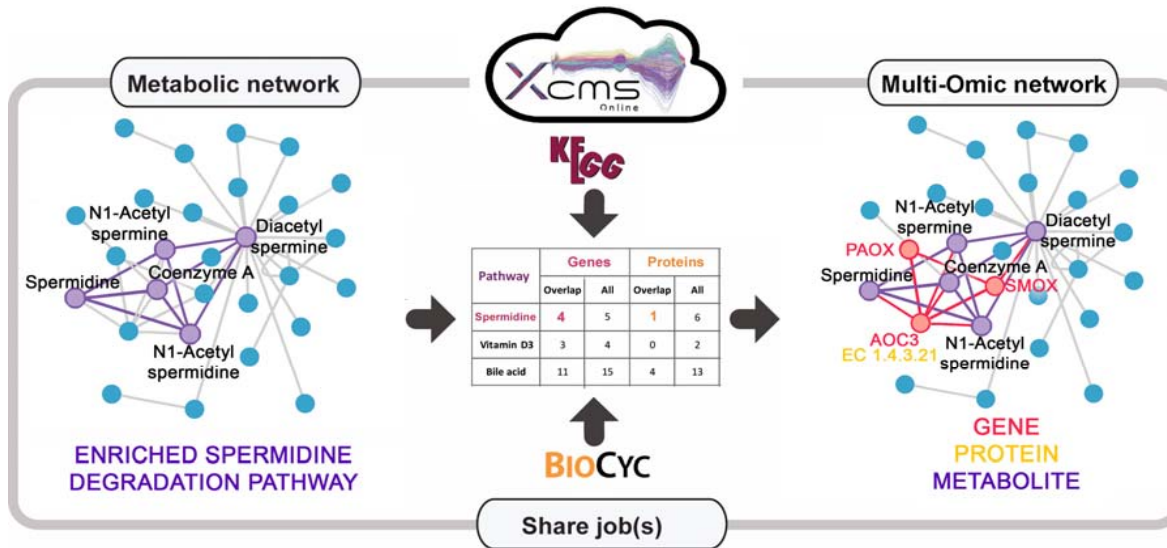 Metabolic network
Xcms
Online
Multi-Omic network
KEGG
N1-Acetyl
spermine
Diacetyl
spermine
Coenzyme A
Spermidine
N1-Acetyl
spermidine
ENRICHED SPERMIDINE
DEGRADATION PATHWAY
Pathway Genes Proteins
Overlap All Overlap All
Spermidine 4 5 1 6
Vitamin D3 3 4 0 2
Bile acid 11 15 4 13
BIOCYC
N1-Acetyl
spermine
Diacetyl
spermine
PAOX
Coenzyme A
Spermidine
SMOX
AOC3
EC 1.4.3.21
N1-Acetyl
spermidine
GENE
PROTEIN
METABOLITE
Share job(s)